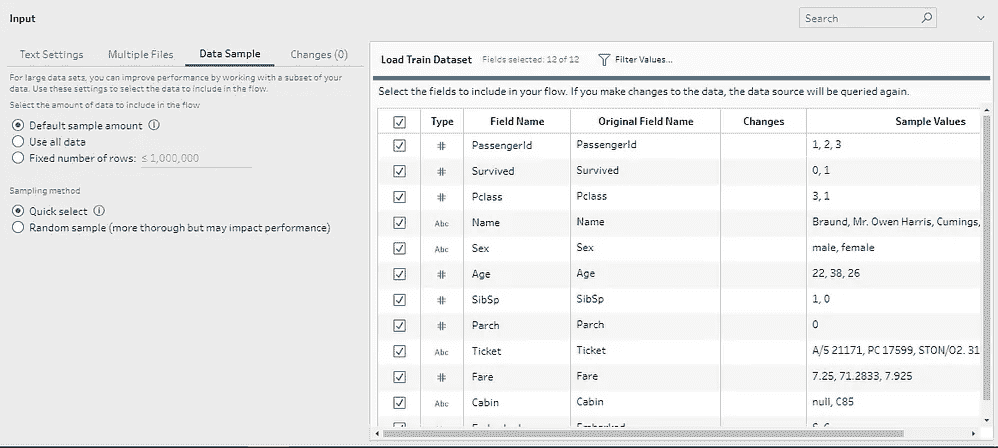 Input
Search
Text Settings Multiple Files Data Sample Changes (0)
For large data sets, you can improve performance by working with a subset of your
data. Use these settings to select the data to include in the flow.
Select the amount of data to include in the flow
Default sample amount
Use all data
Fixed number of rows: ≤ 1,000,000
Sampling method
Quick select
Random sample (more thorough but may impact performance)
Load Train Dataset Fields selected: 12 of 12 Filter Values...
Select the fields to include in your flow. If you make changes to the data, the data source will be queried again.
Type Field Name Original Field Name Changes Sample Values
# PassengerId PassengerId 1, 2, 3
# Survived Survived 0, 1
# Pclass Pclass 3, 1
Abc Name Name Braund, Mr. Owen Harris, Cumings,
Abc Sex Sex male, female
# Age Age 22, 38, 26
# SibSp SibSp 1, 0
# Parch Parch 0
Abc Ticket Ticket A/5 21171, PC 17599, STON/O2. 31
# Fare Fare 7.25, 71.2833, 7.925
Abc Cabin Cabin null, C85